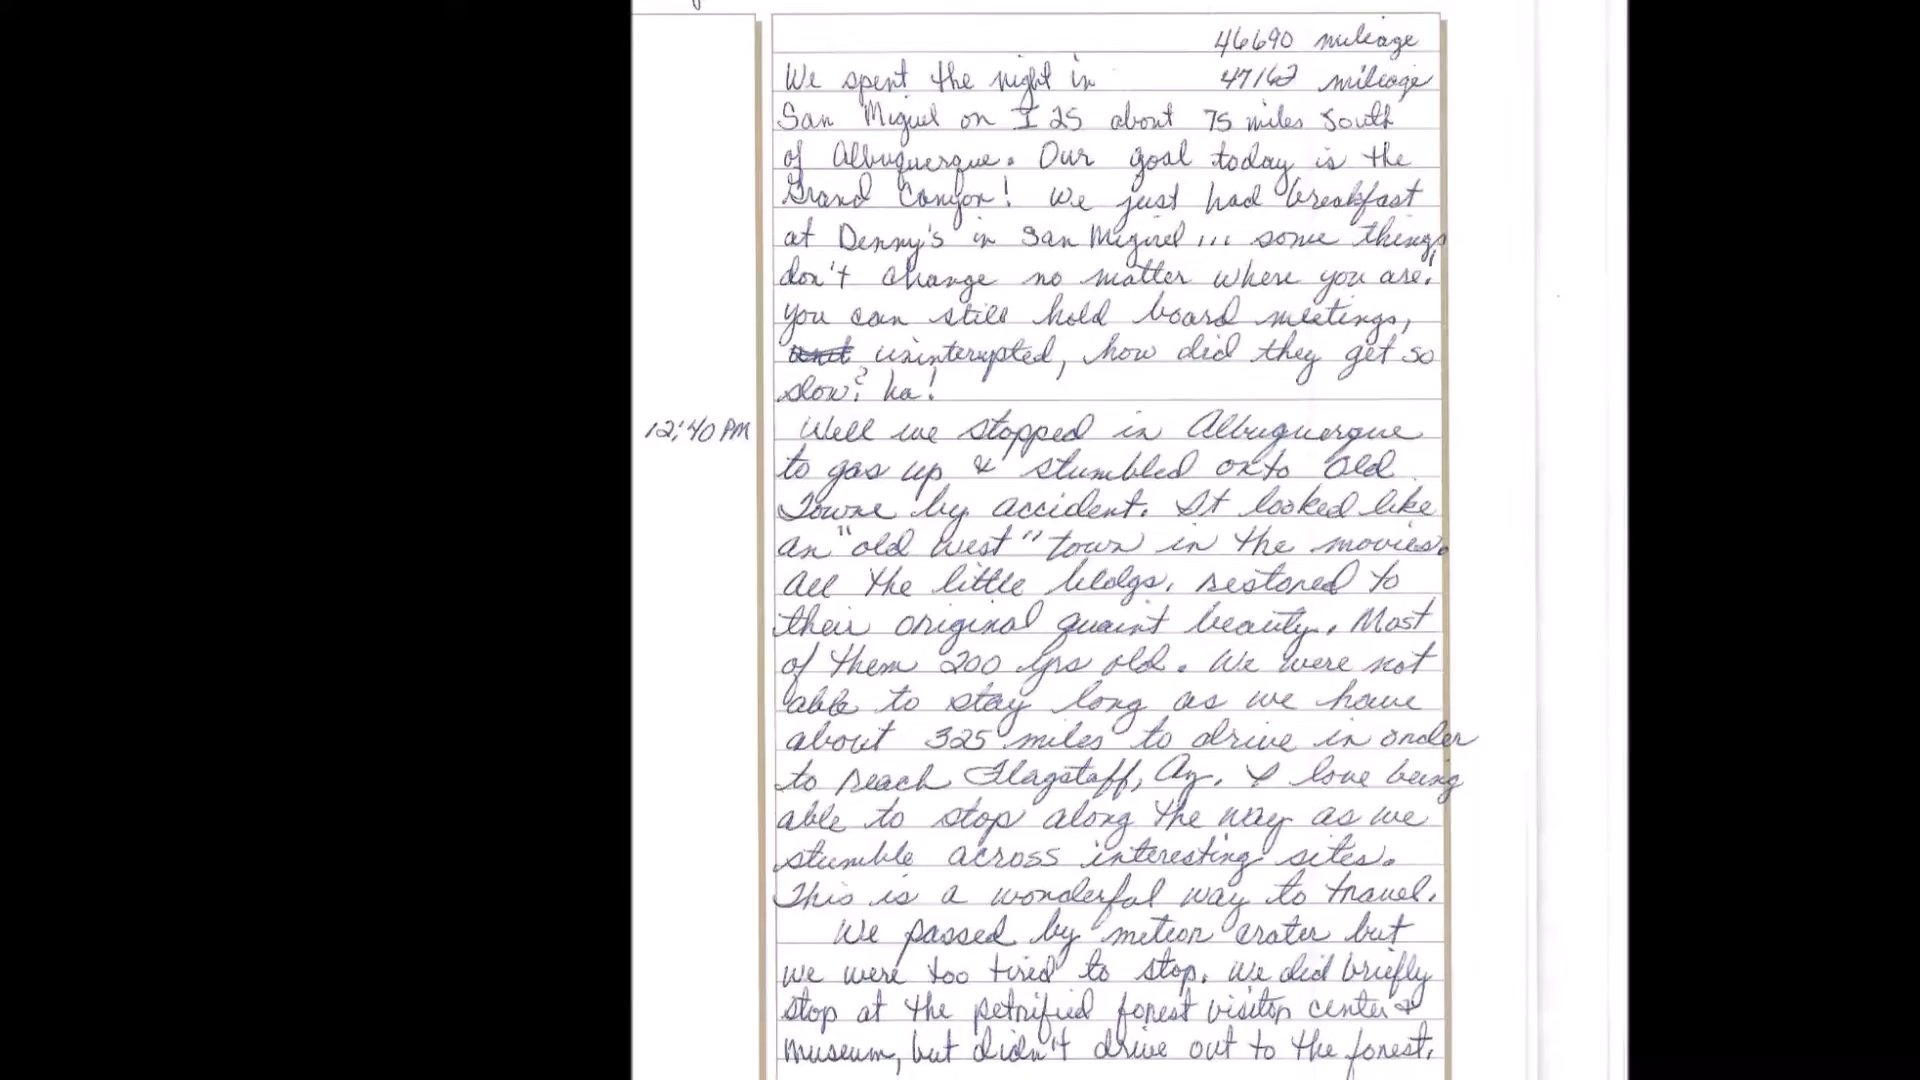 46690 mileage
We spent the night in 47162 mileage
San Miguel on I 25 about 75 miles South
of Albuquerque. Our goal today is the
Grand Canyon! We just had breakfast
at Denny's in San Miguel... some things
don't change no matter where you are!
You can still hold board meetings,
uninterupted, how did they get so
slow? ha!
12:40 PM Well we stopped in Albuquerque
to gas up & stumbled onto Old
Towne by accident. It looked like
an "old west" town in the movies.
All the little bldgs. restored to
their original quaint beauty. Most
of them 200 yrs old. We were not
able to stay long as we have
about 325 miles to drive in order
to reach Flagstaff, Az. I love being
able to stop along the way as we
stumble across interesting sites.
This is a wonderful way to travel.
We passed by meteor crater but
we were too tired to stop. We did briefly
stop at the petrified forest visitor center &
museum, but didn't drive out to the forest.